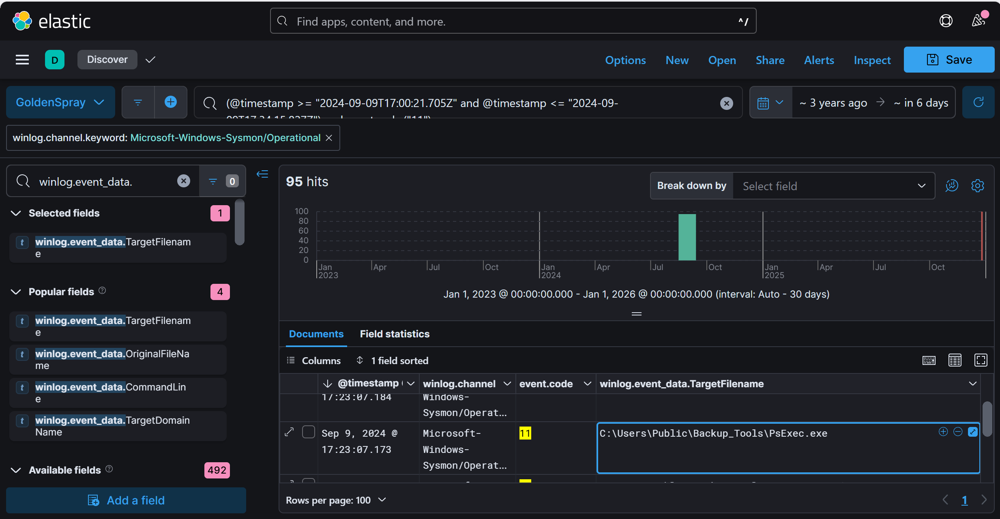 elastic
Find apps, content, and more.
^/
D
Discover
Options
New
Open
Share
Alerts
Inspect
Save
GoldenSpray
(@timestamp >= "2024-09-09T17:00:21.705Z" and @timestamp <= "2024-09-
~ 3 years ago → ~ in 6 days
winlog.channel.keyword: Microsoft-Windows-Sysmon/Operational
winlog.event_data.
0
Selected fields
1
t
winlog.event_data.TargetFilenam
e
Popular fields
4
t
winlog.event_data.TargetFilenam
e
t
winlog.event_data.OriginalFileNa
me
t
winlog.event_data.CommandLin
e
t
winlog.event_data.TargetDomain
Name
Available fields
492
Add a field
95 hits
Break down by
Select field
100
80
60
40
20
0
Jan
2023
Apr
Jul
Oct
Jan
2024
Apr
Jul
Oct
Jan
2025
Apr
Jul
Oct
Jan 1, 2023 @ 00:00:00.000 - Jan 1, 2026 @ 00:00:00.000 (interval: Auto - 30 days)
Documents
Field statistics
Columns
1 field sorted
@timestamp
winlog.channel
event.code
winlog.event_data.TargetFilename
17:23:07.184
Windows-
Sysmon/Operat...
Sep 9, 2024 @
17:23:07.173
Microsoft-
Windows-
Sysmon/Operat...
11
C:\Users\Public\Backup_Tools\PsExec.exe
Rows per page: 100
1